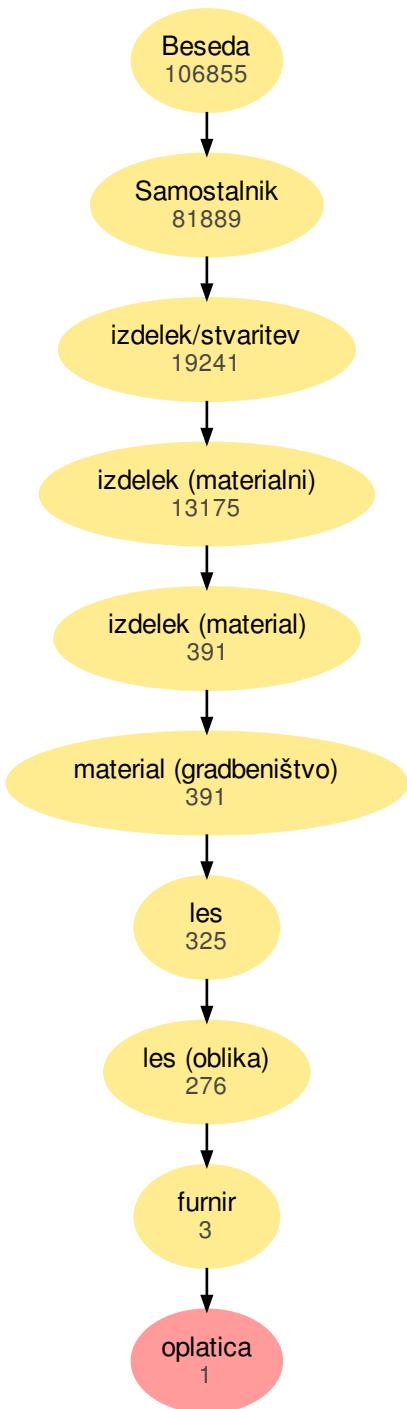 Beseda
106855
Samostalnik
81889
izdelek/stvaritev
19241
izdelek (materialni)
13175
izdelek (material)
391
material (gradbeništvo)
391
les
325
les (oblika)
276
furnir
3
oplatica
1